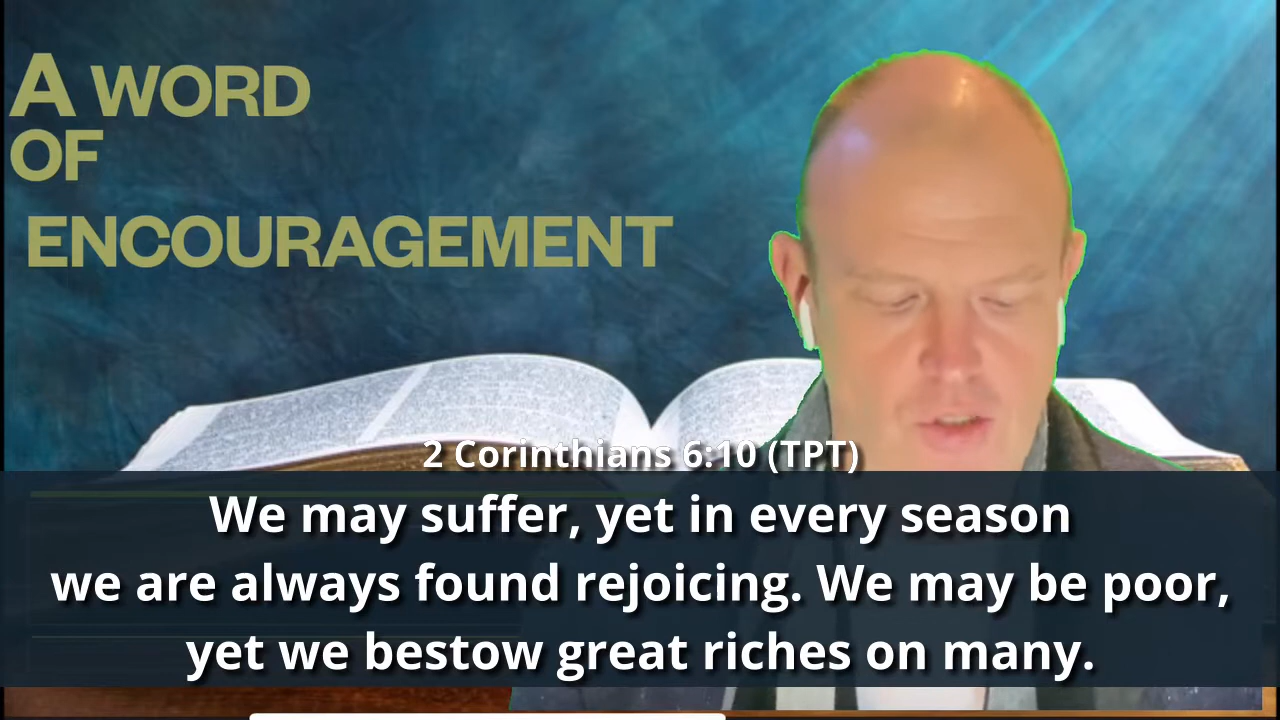 A WORD
OF
ENCOURAGEMENT
2 Corinthians 6:10 (TPT)
We may suffer, yet in every season
we are always found rejoicing. We may be poor,
yet we bestow great riches on many.